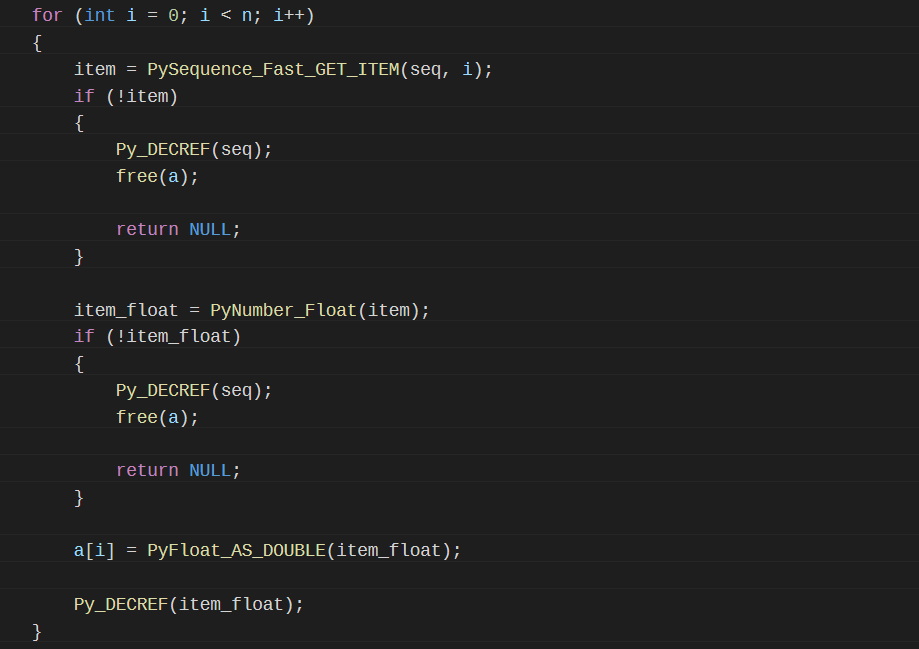 for (int i = 0; i < n; i++)
{
    item = PySequence_Fast_GET_ITEM(seq, i);
    if (!item)
    {
        Py_DECREF(seq);
        free(a);

        return NULL;
    }

    item_float = PyNumber_Float(item);
    if (!item_float)
    {
        Py_DECREF(seq);
        free(a);

        return NULL;
    }

    a[i] = PyFloat_AS_DOUBLE(item_float);

    Py_DECREF(item_float);
}